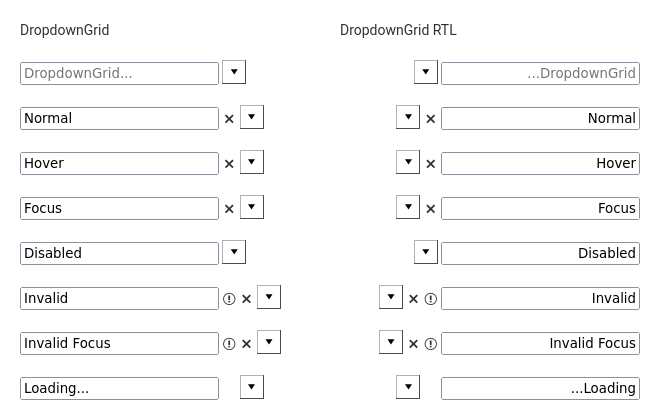 DropdownGrid
DropdownGrid RTL
DropdownGrid...
...DropdownGrid
Normal
Normal
Hover
Hover
Focus
Focus
Disabled
Disabled
Invalid
Invalid
Invalid Focus
Invalid Focus
Loading...
...Loading